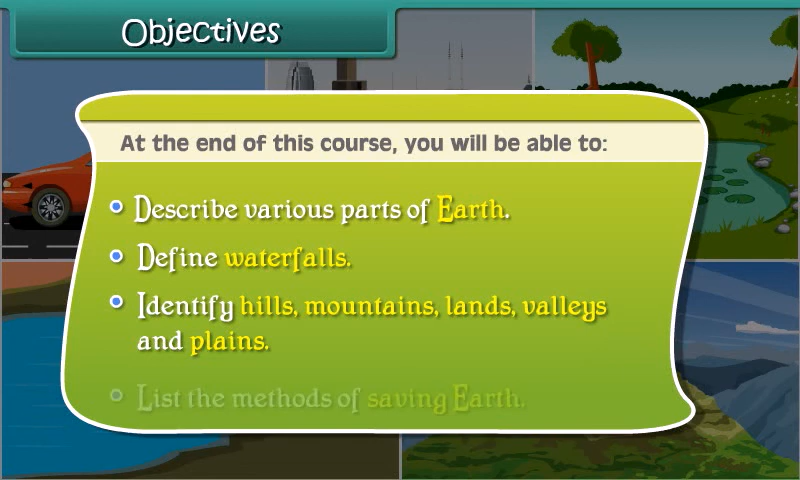 Objectives
At the end of this course, you will be able to:
Describe various parts of Earth.
Define waterfalls.
Identify hills, mountains, lands, valleys
and plains.
List the methods of saving Earth.